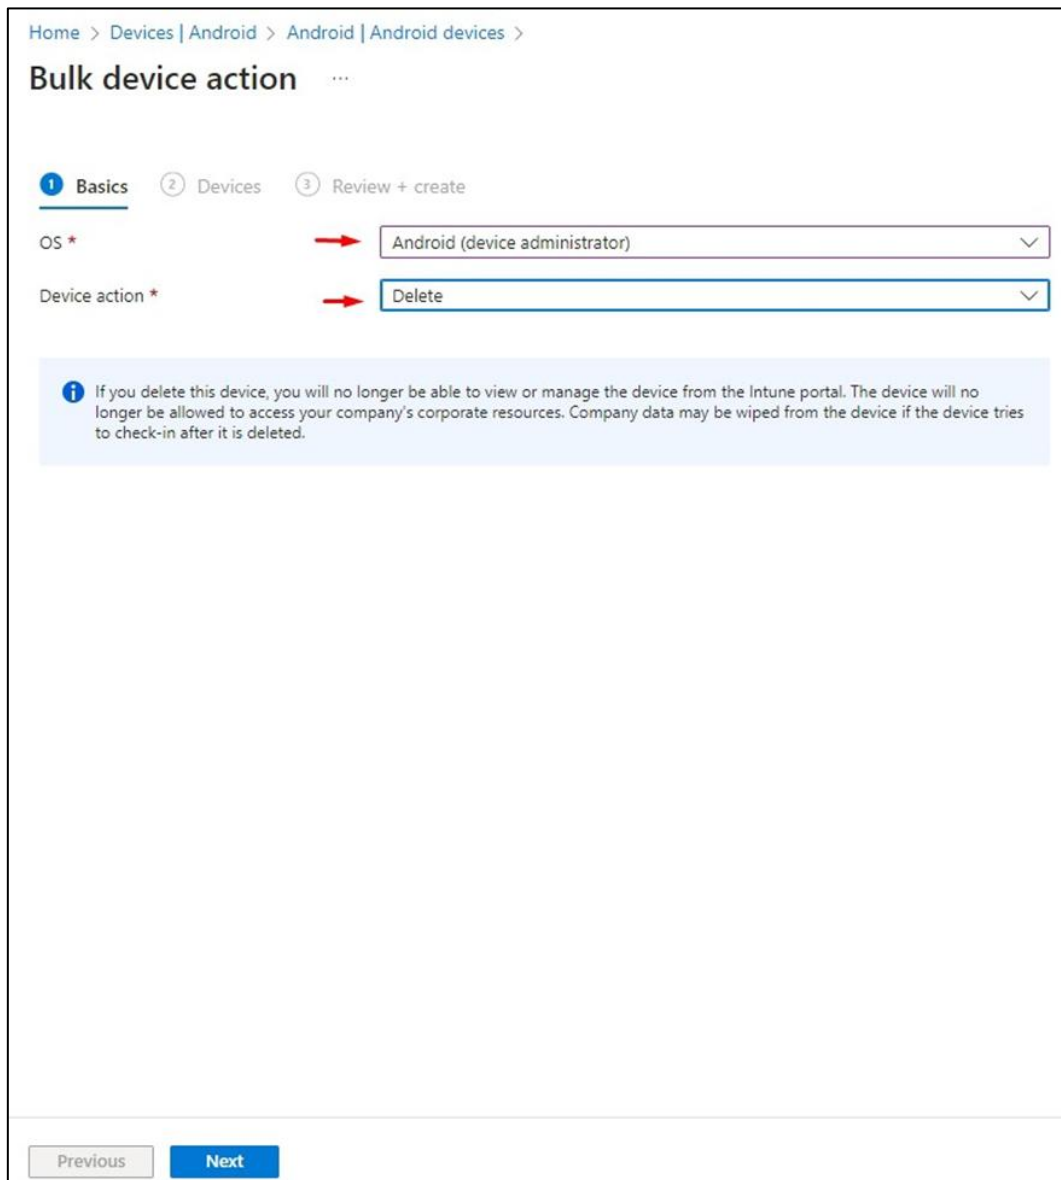 Home > Devices | Android > Android | Android devices >
Bulk device action ...
1 Basics 2 Devices 3 Review + create
OS * Android (device administrator)
Device action * Delete
If you delete this device, you will no longer be able to view or manage the device from the Intune portal. The device will no
longer be allowed to access your company's corporate resources. Company data may be wiped from the device if the device tries
to check-in after it is deleted.
Previous Next